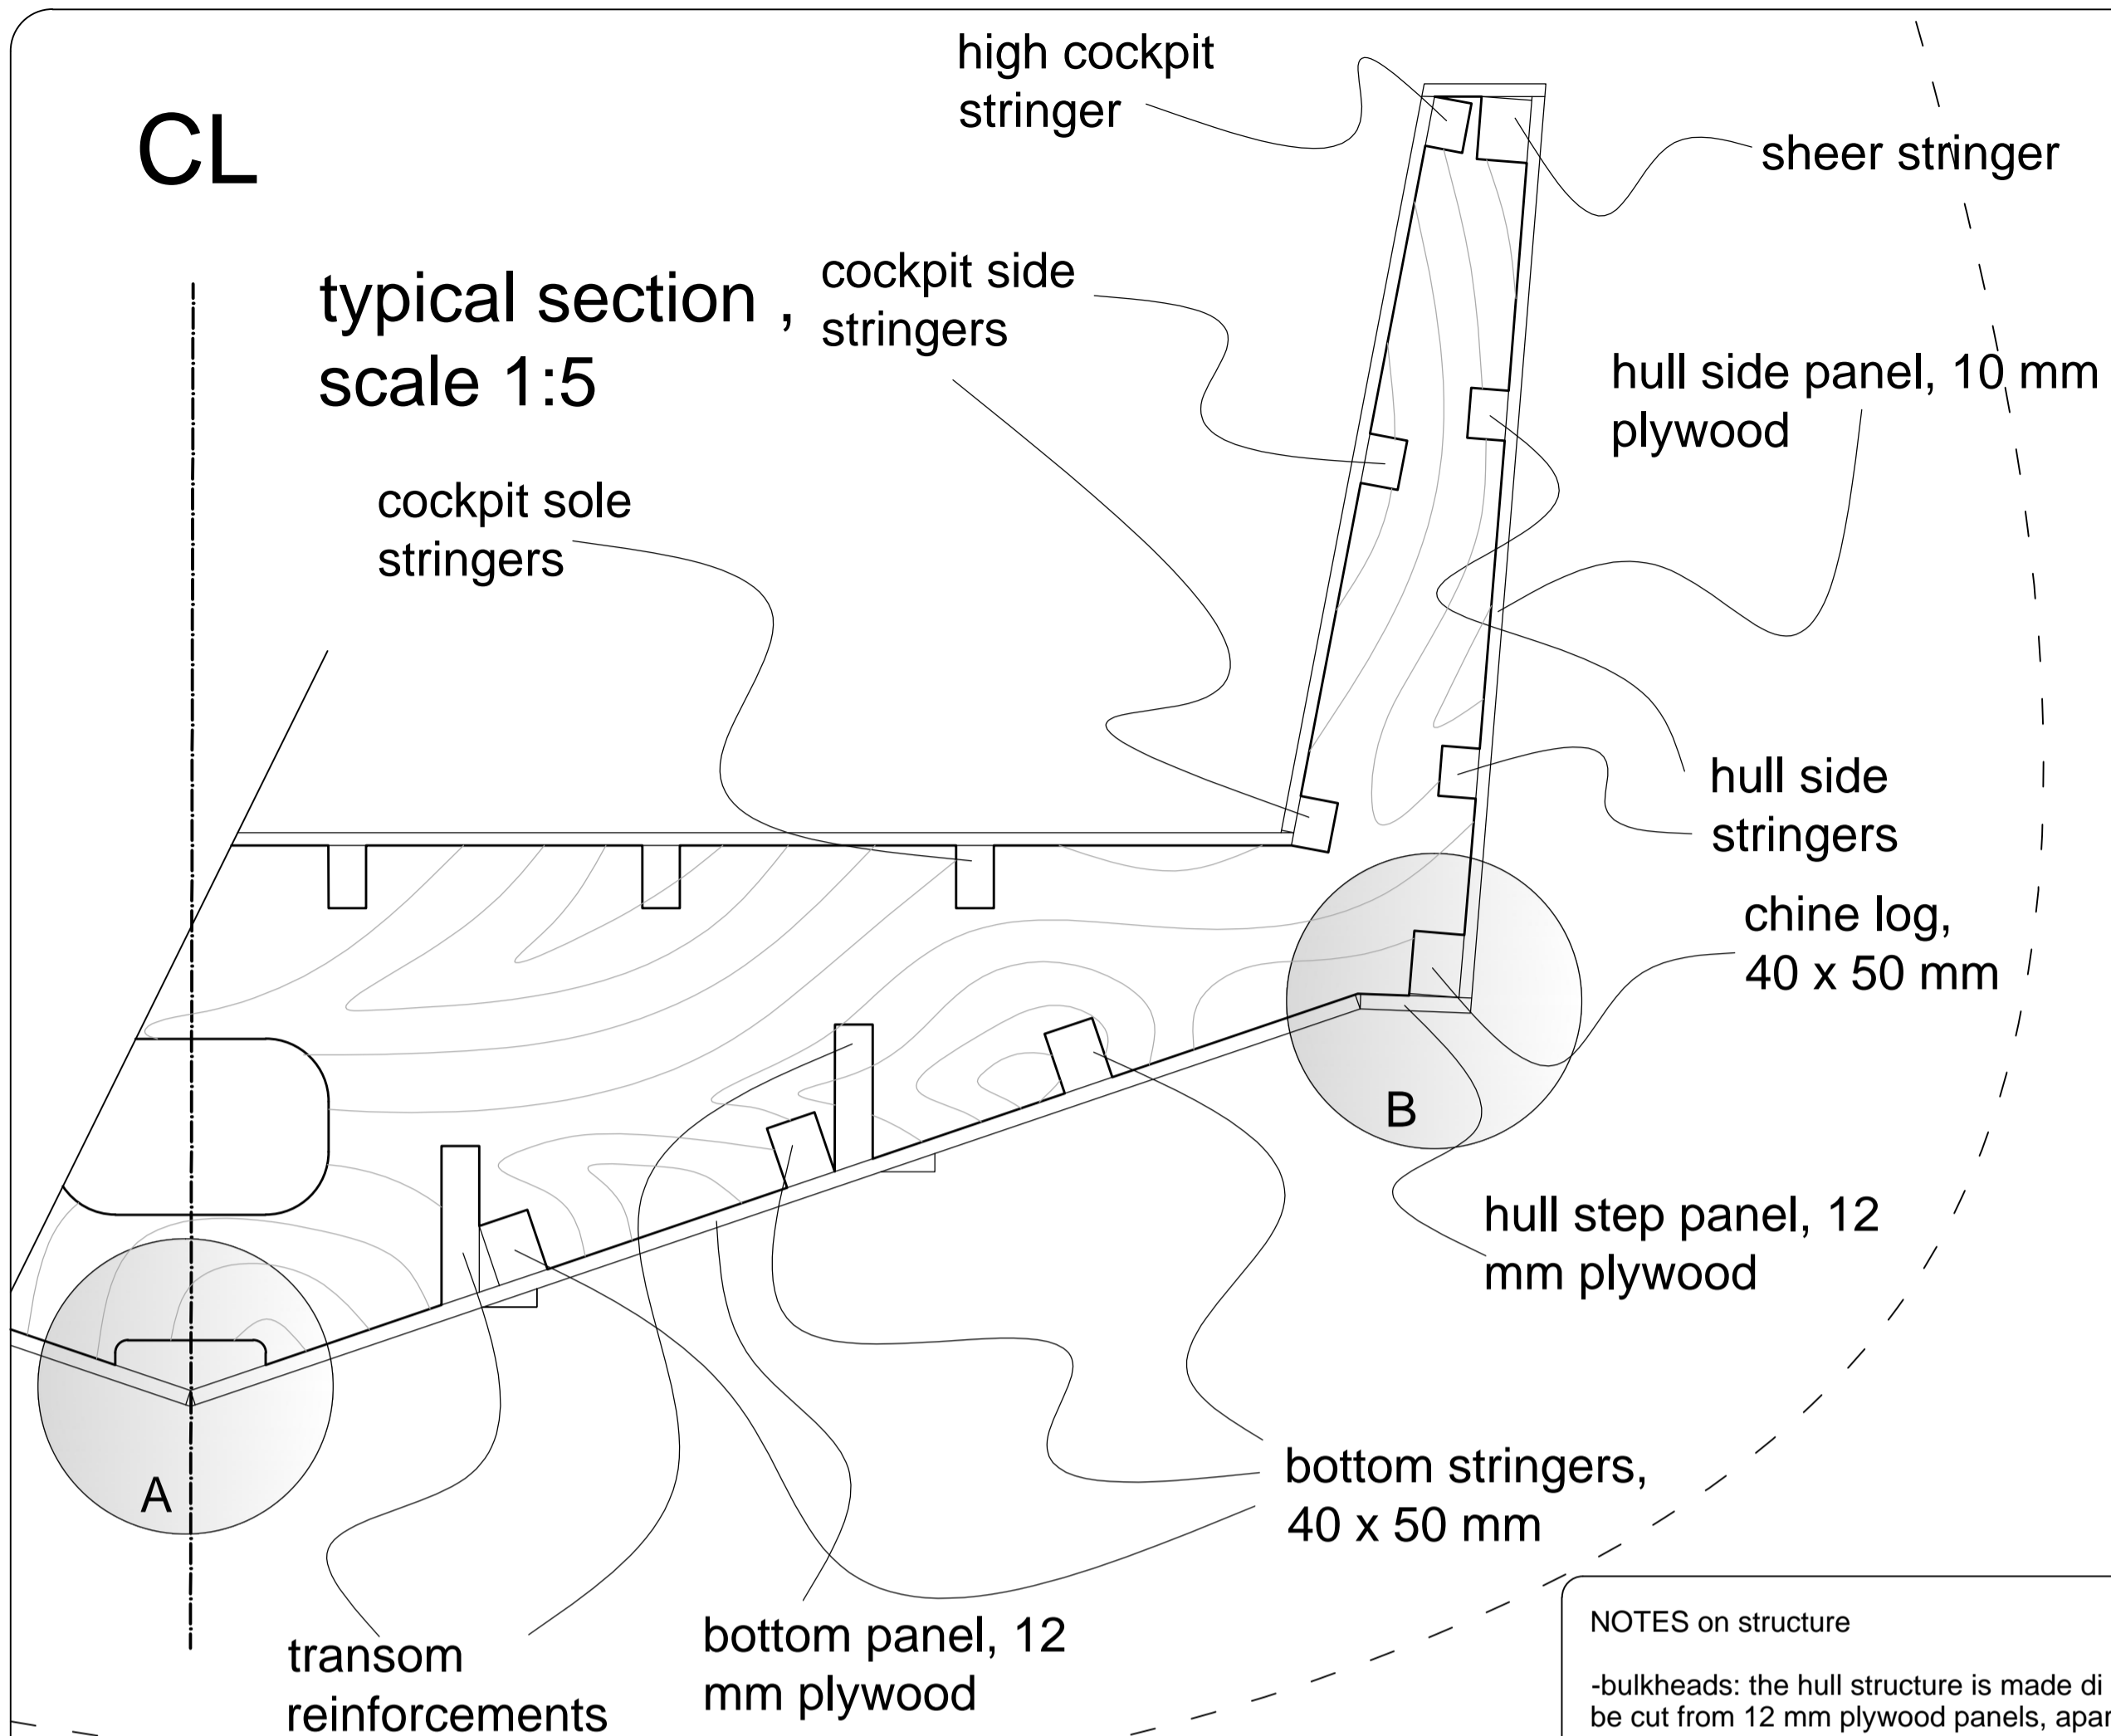 CL
high cockpit
stringer
sheer stringer
typical section ,
scale 1:5
cockpit side
stringers
hull side panel, 10 mm
plywood
cockpit sole
stringers
hull side
stringers
chine log,
40 x 50 mm
B
hull step panel, 12
mm plywood
A
bottom stringers,
40 x 50 mm
transom
reinforcements
bottom panel, 12
mm plywood
NOTES on structure
-bulkheads: the hull structure is made di
be cut from 12 mm plywood panels, apar